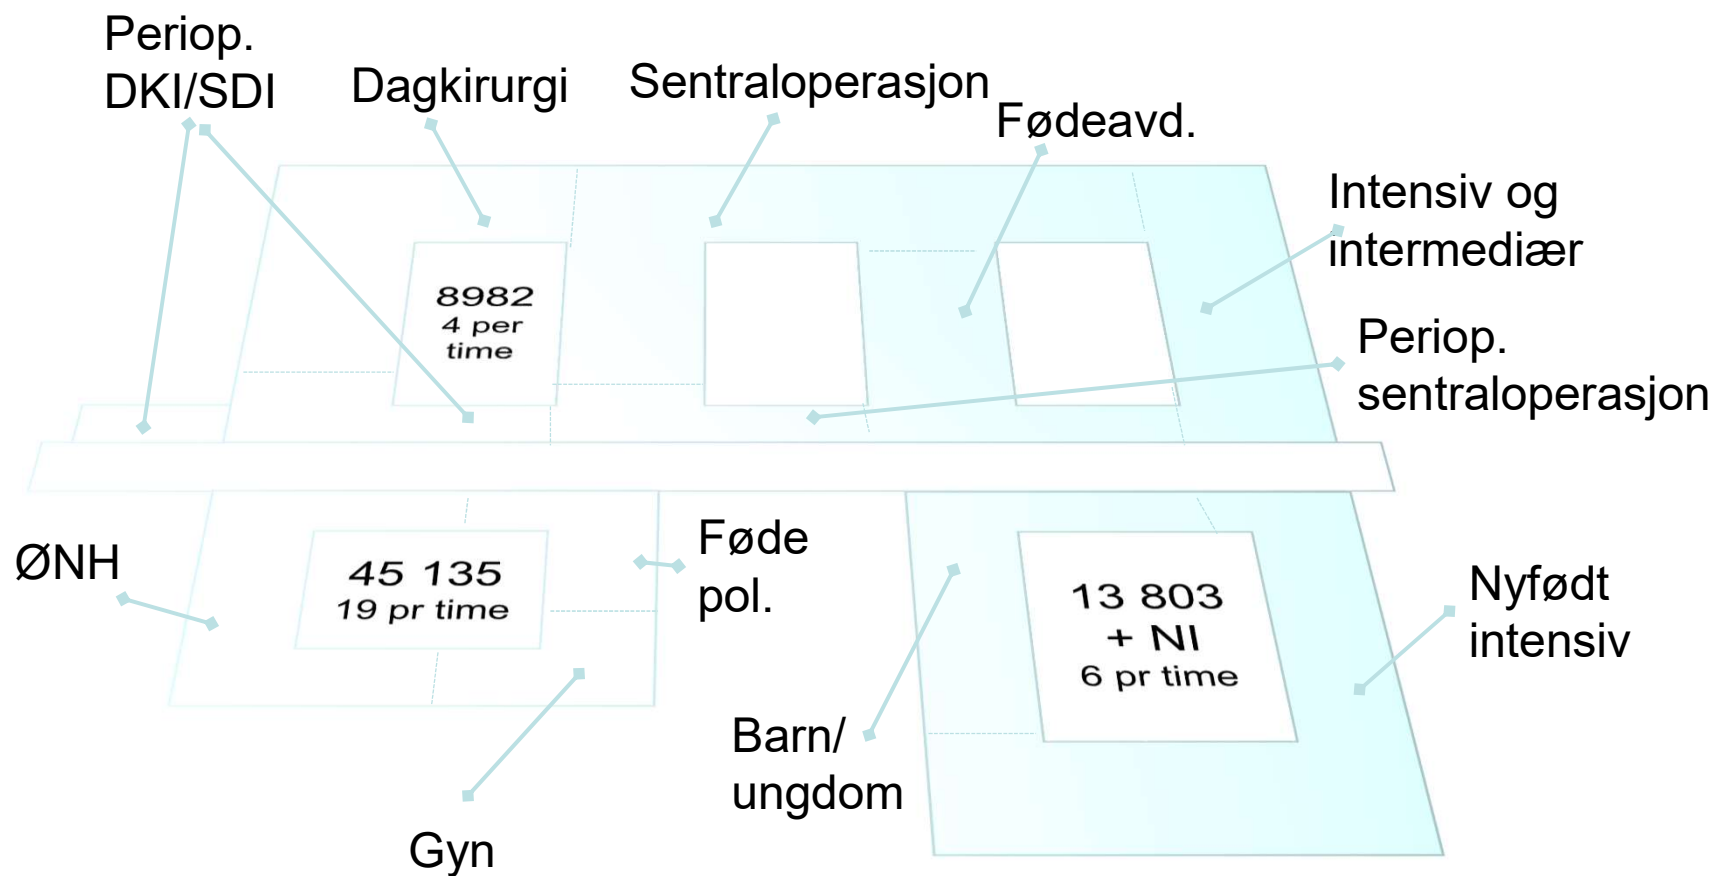 Periop.
DKI/SDI
Dagkirurgi
Sentraloperasjon
Fødeavd.
Intensiv og
intermediær
8982
4 per
time
Periop.
sentraloperasjon
ØNH
45 135
19 pr time
Føde
pol.
13 803
+ NI
6 pr time
Nyfødt
intensiv
Barn/
ungdom
Gyn